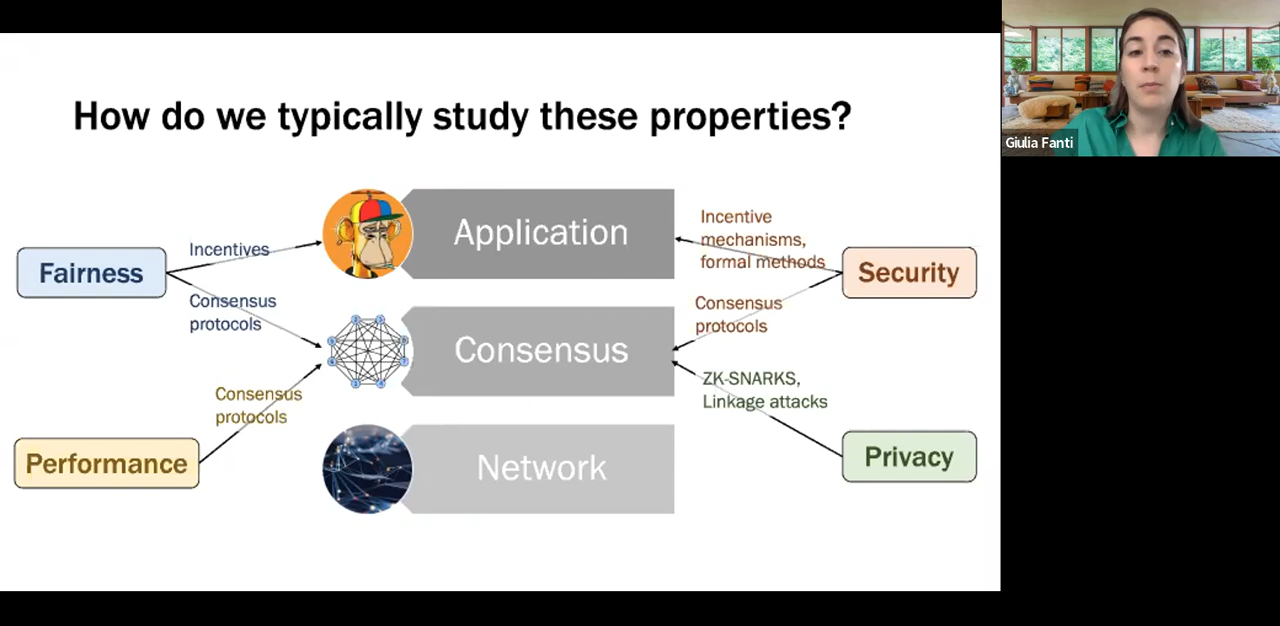 How do we typically study these properties?
Giulia Fanti
Fairness
Incentives
Consensus
protocols
Performance
Consensus
protocols
Application
Consensus
Network
Incentive
mechanisms,
formal methods
Consensus
protocols
Security
ZK-SNARKS,
Linkage attacks
Privacy